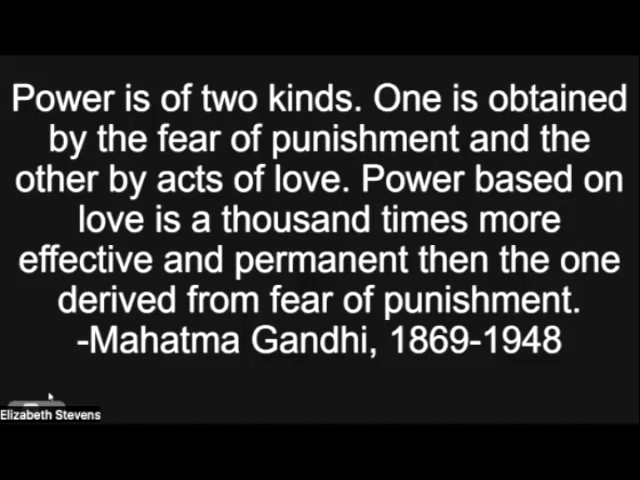 Power is of two kinds. One is obtained
by the fear of punishment and the
other by acts of love. Power based on
love is a thousand times more
effective and permanent then the one
derived from fear of punishment.
-Mahatma Gandhi, 1869-1948
Elizabeth Stevens